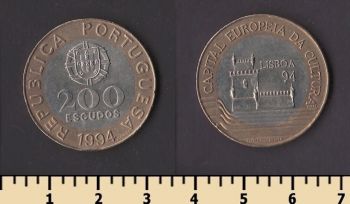 REPUBLICA PORTUGUESA
200
ESCUDOS
1994
CAPITAL EUROPEIA DA CULTURA
LISBOA
94
1 2 3 4 5 6 7